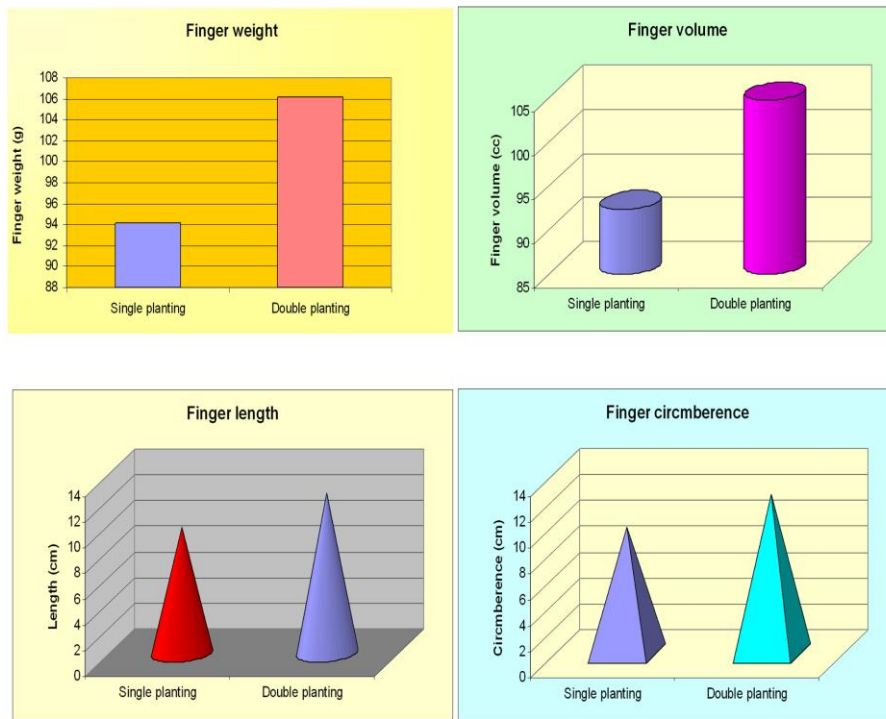 Finger weight
Finger weight (g)
108
106
104
102
100
98
96
94
92
90
88
Single planting Double planting
Finger volume
Finger volume (cc)
105
100
95
90
85
Single planting Double planting
Finger length
Length (cm)
14
12
10
8
6
4
2
0
Single planting Double planting
Finger circmberence
Circmberence (cm)
14
12
10
8
6
4
2
0
Single planting Double planting